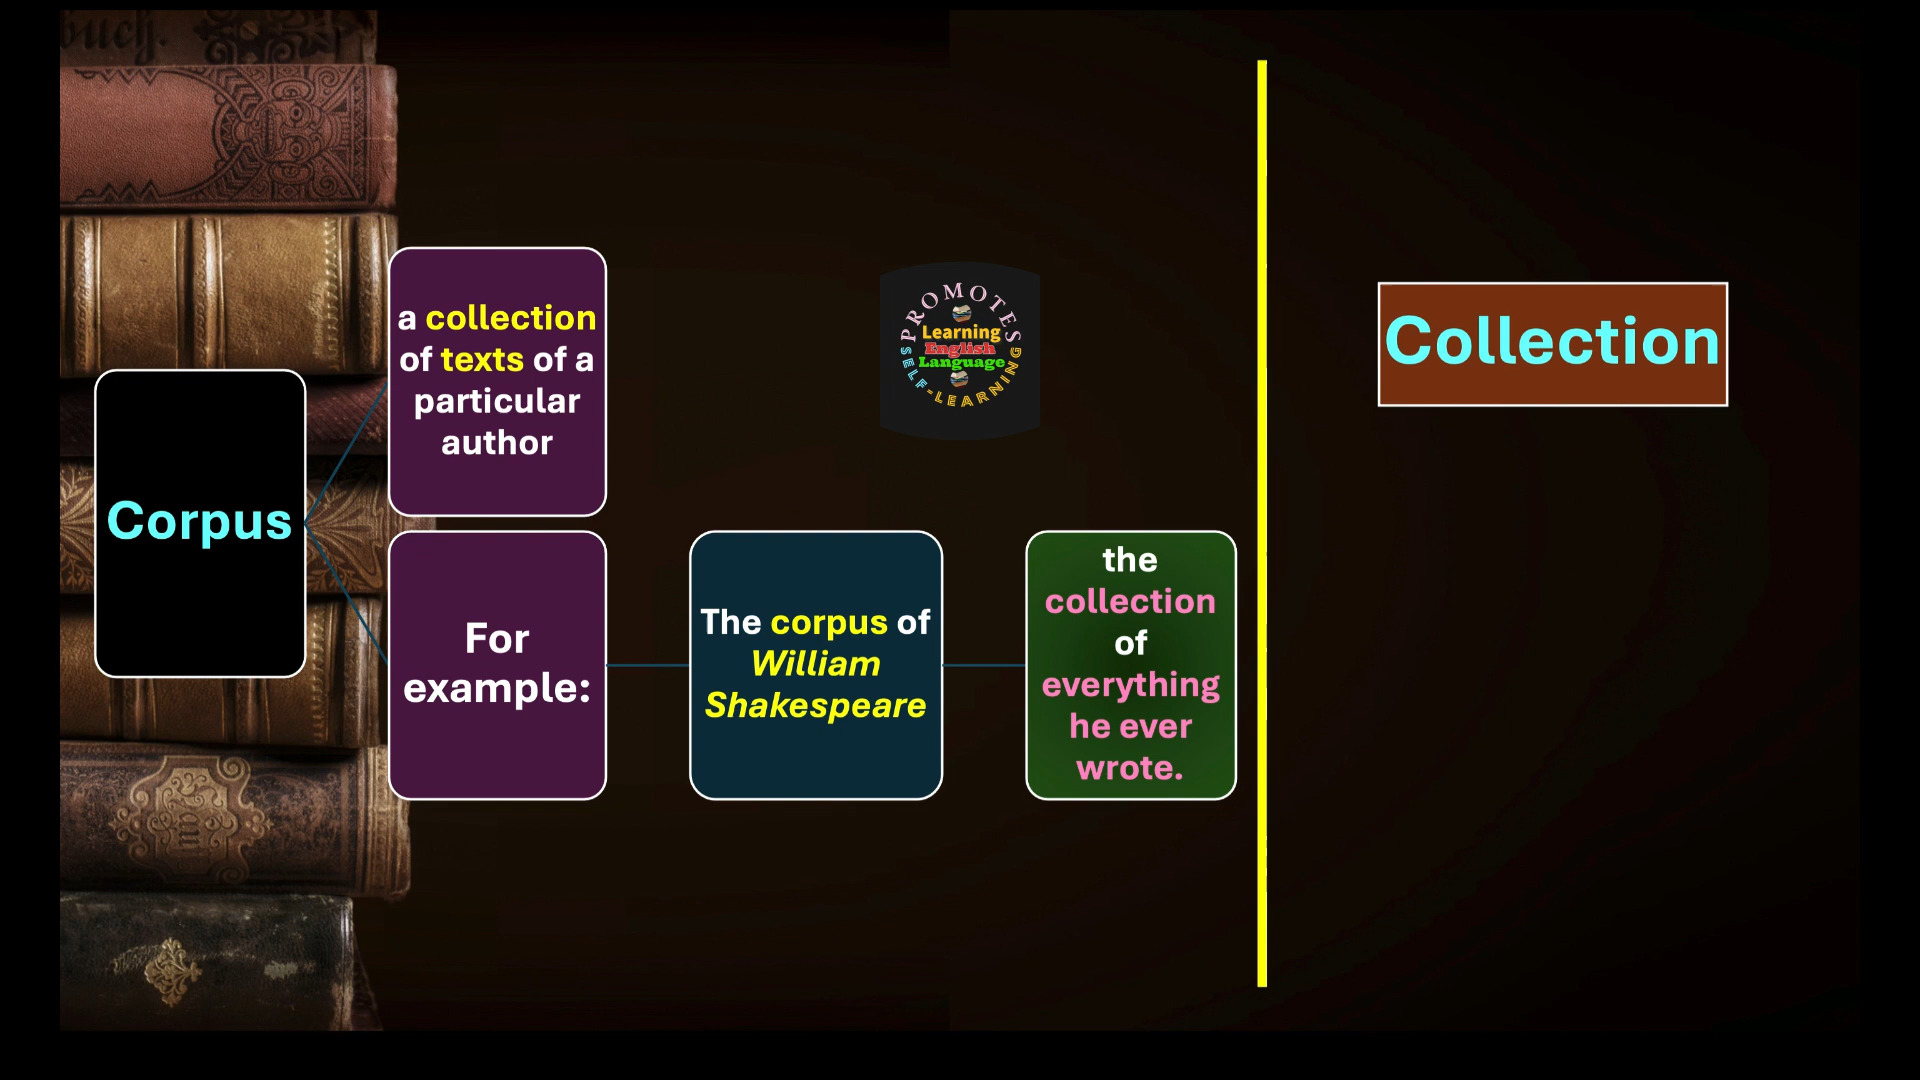 Corpus
a collection
of texts of a
particular
author
For
example:
The corpus of
William
Shakespeare
the
collection
of
everything
he ever
wrote.
PROMOTES
Learning
English
Language
SELF-LEARNING
Collection